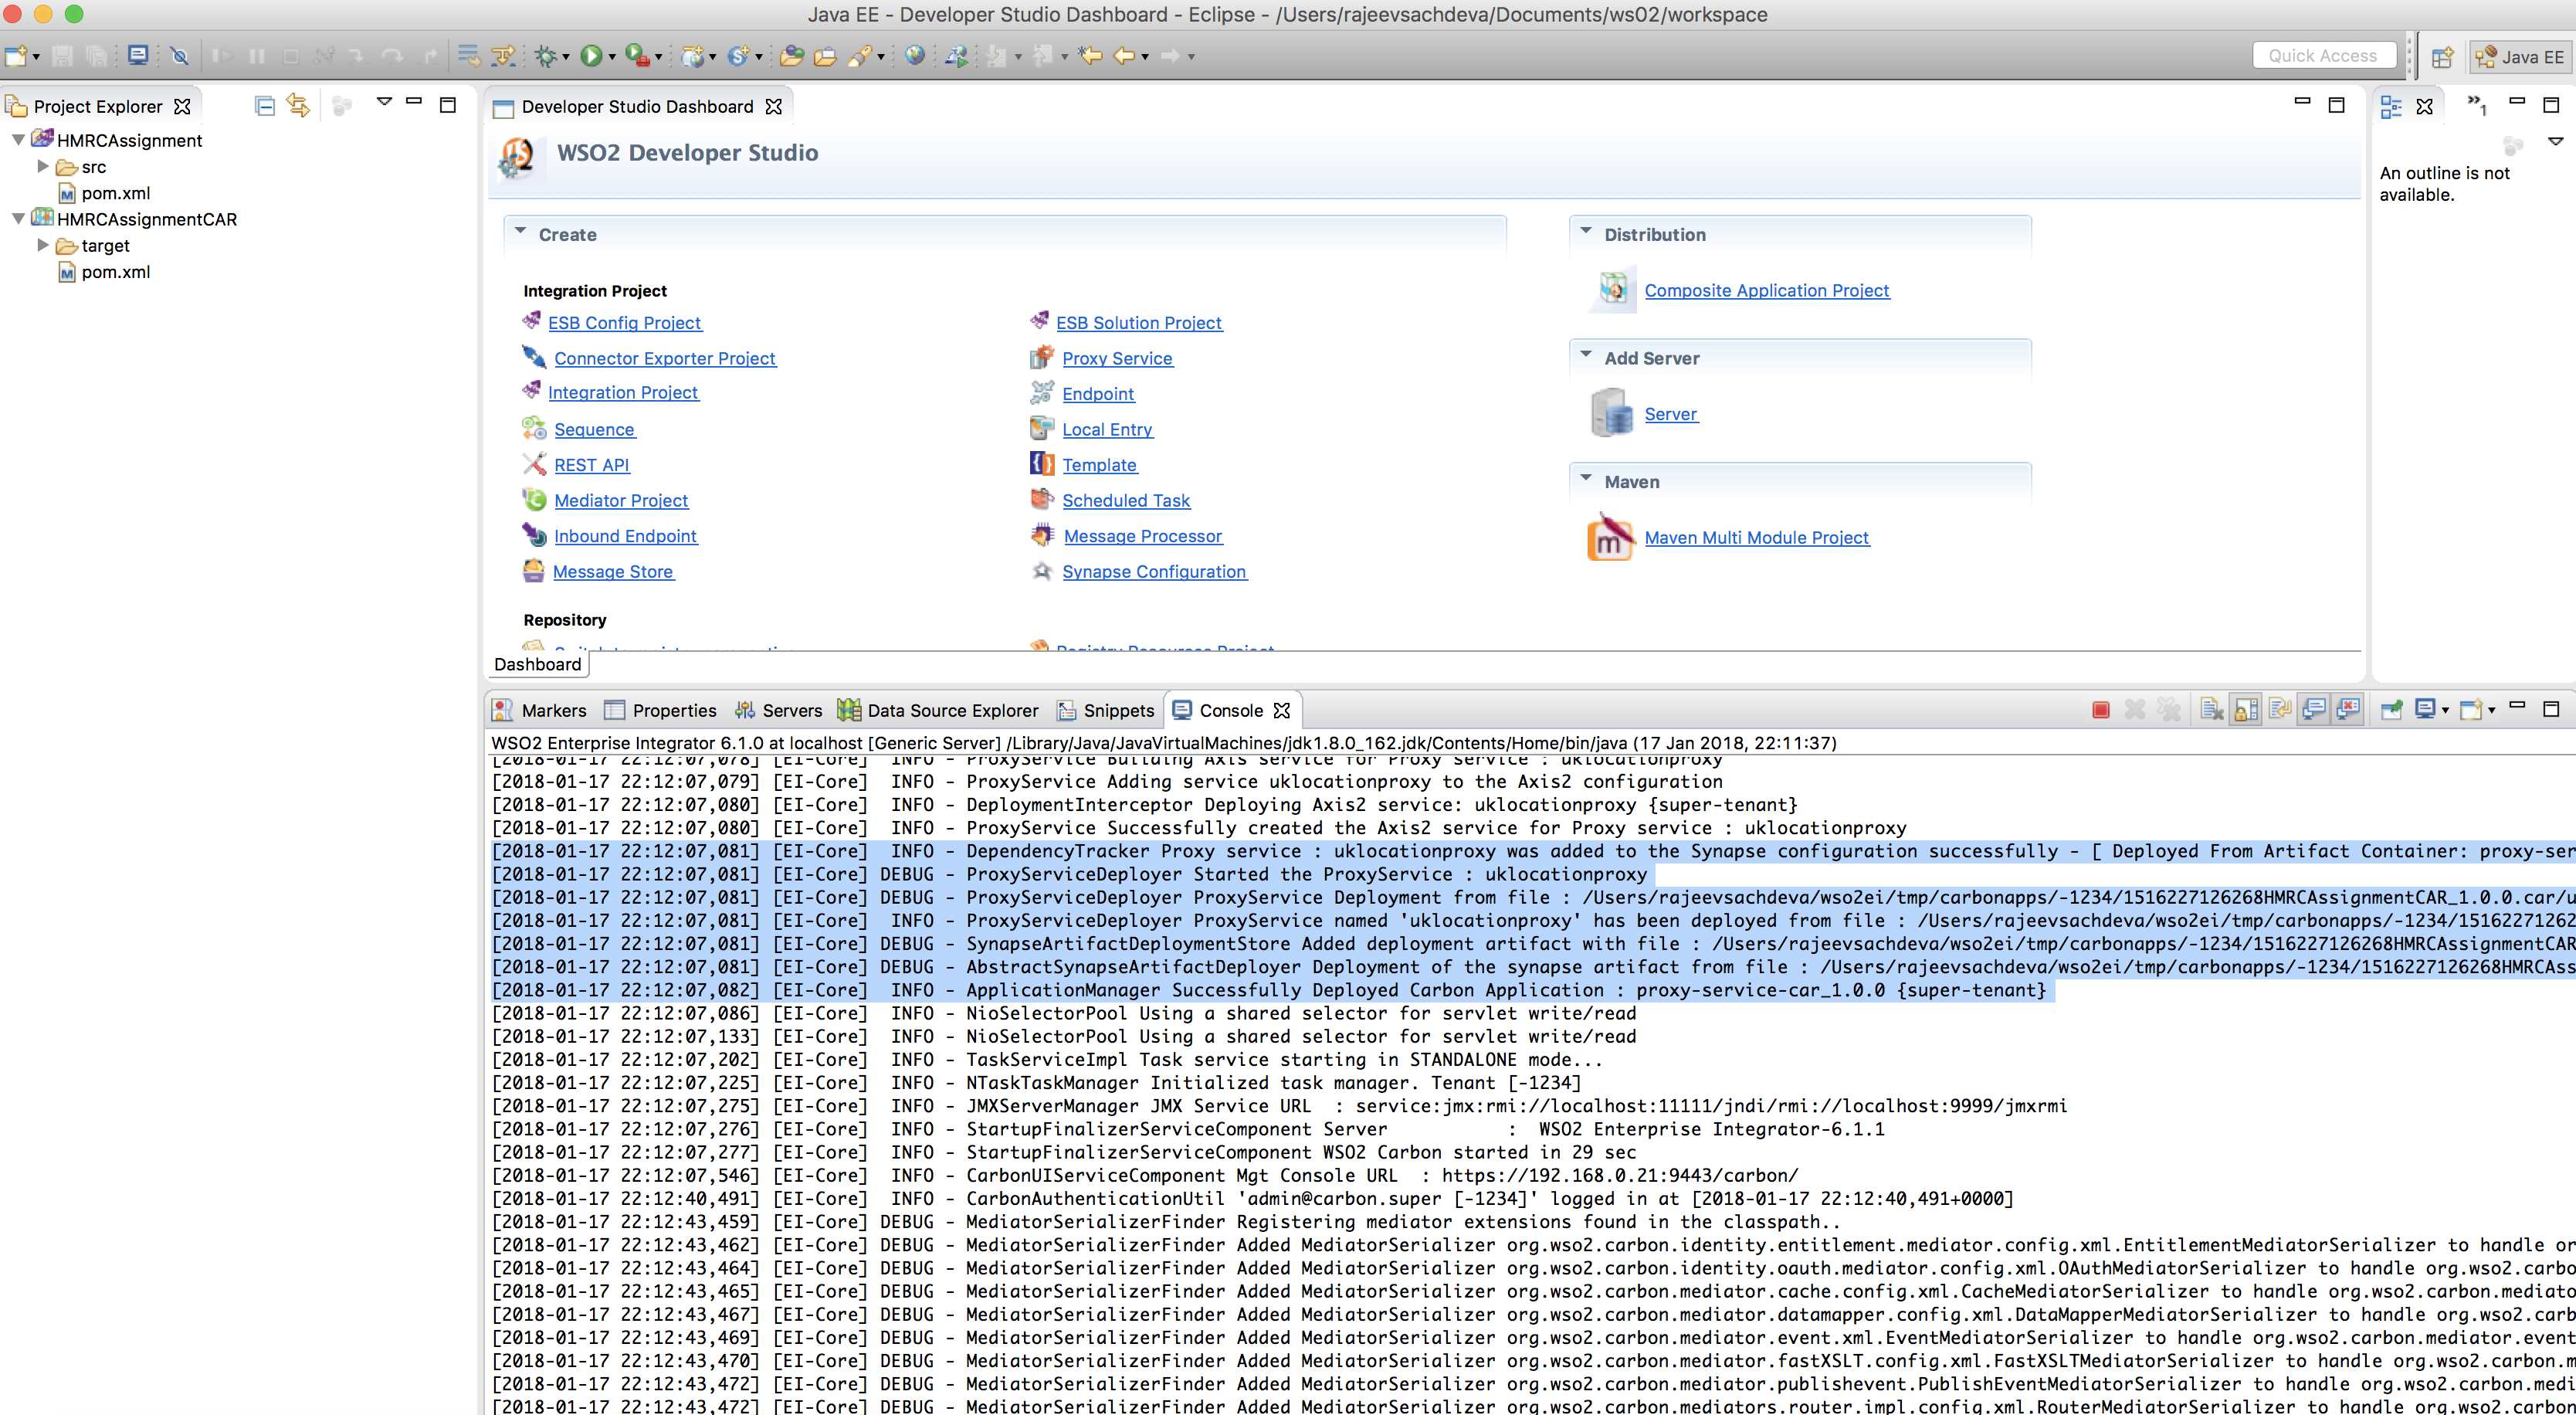 Java EE - Developer Studio Dashboard - Eclipse - /Users/rajeevsachdeva/Documents/ws02/workspace
Quick Access
Java EE
Project Explorer
HMRCAssignment
src
pom.xml
HMRCAssignmentCAR
target
pom.xml
Developer Studio Dashboard
WSO2 Developer Studio
Create
Integration Project
ESB Config Project
ESB Solution Project
Connector Exporter Project
Proxy Service
Integration Project
Endpoint
Sequence
Local Entry
REST API
Template
Mediator Project
Scheduled Task
Inbound Endpoint
Message Processor
Message Store
Synapse Configuration
Repository
Registry Resources Project
Dashboard
Distribution
Composite Application Project
Add Server
Server
Maven
Maven Multi Module Project
»1
An outline is not
available.
Markers
Properties
Servers
Data Source Explorer
Snippets
Console
WSO2 Enterprise Integrator 6.1.0 at localhost [Generic Server] /Library/Java/JavaVirtualMachines/jdk1.8.0_162.jdk/Contents/Home/bin/java (17 Jan 2018, 22:11:37)
[2018-01-17 22:12:07,078] [EI-Core]  INFO - ProxyService Building Axis service for Proxy service : uklocationproxy
[2018-01-17 22:12:07,079] [EI-Core]  INFO - ProxyService Adding service uklocationproxy to the Axis2 configuration
[2018-01-17 22:12:07,080] [EI-Core]  INFO - DeploymentInterceptor Deploying Axis2 service: uklocationproxy {super-tenant}
[2018-01-17 22:12:07,080] [EI-Core]  INFO - ProxyService Successfully created the Axis2 service for Proxy service : uklocationproxy
[2018-01-17 22:12:07,081] [EI-Core]  INFO - DependencyTracker Proxy service : uklocationproxy was added to the Synapse configuration successfully - [ Deployed From Artifact Container: proxy-ser
[2018-01-17 22:12:07,081] [EI-Core] DEBUG - ProxyServiceDeployer Started the ProxyService : uklocationproxy
[2018-01-17 22:12:07,081] [EI-Core] DEBUG - ProxyServiceDeployer ProxyService Deployment from file : /Users/rajeevsachdeva/wso2ei/tmp/carbonapps/-1234/1516227126268HMRCAssignmentCAR_1.0.0.car/u
[2018-01-17 22:12:07,081] [EI-Core]  INFO - ProxyServiceDeployer ProxyService named 'uklocationproxy' has been deployed from file : /Users/rajeevsachdeva/wso2ei/tmp/carbonapps/-1234/15162271262
[2018-01-17 22:12:07,081] [EI-Core] DEBUG - SynapseArtifactDeploymentStore Added deployment artifact with file : /Users/rajeevsachdeva/wso2ei/tmp/carbonapps/-1234/1516227126268HMRCAssignmentCAR
[2018-01-17 22:12:07,081] [EI-Core] DEBUG - AbstractSynapseArtifactDeployer Deployment of the synapse artifact from file : /Users/rajeevsachdeva/wso2ei/tmp/carbonapps/-1234/1516227126268HMRCAss
[2018-01-17 22:12:07,082] [EI-Core]  INFO - ApplicationManager Successfully Deployed Carbon Application : proxy-service-car_1.0.0 {super-tenant}
[2018-01-17 22:12:07,086] [EI-Core]  INFO - NioSelectorPool Using a shared selector for servlet write/read
[2018-01-17 22:12:07,133] [EI-Core]  INFO - NioSelectorPool Using a shared selector for servlet write/read
[2018-01-17 22:12:07,202] [EI-Core]  INFO - TaskServiceImpl Task service starting in STANDALONE mode...
[2018-01-17 22:12:07,225] [EI-Core]  INFO - NTaskTaskManager Initialized task manager. Tenant [-1234]
[2018-01-17 22:12:07,275] [EI-Core]  INFO - JMXServerManager JMX Service URL  : service:jmx:rmi://localhost:11111/jndi/rmi://localhost:9999/jmxrmi
[2018-01-17 22:12:07,276] [EI-Core]  INFO - StartupFinalizerServiceComponent Server           :  WSO2 Enterprise Integrator-6.1.1
[2018-01-17 22:12:07,277] [EI-Core]  INFO - StartupFinalizerServiceComponent WSO2 Carbon started in 29 sec
[2018-01-17 22:12:07,546] [EI-Core]  INFO - CarbonUIServiceComponent Mgt Console URL  : https://192.168.0.21:9443/carbon/
[2018-01-17 22:12:40,491] [EI-Core]  INFO - CarbonAuthenticationUtil 'admin@carbon.super [-1234]' logged in at [2018-01-17 22:12:40,491+0000]
[2018-01-17 22:12:43,459] [EI-Core] DEBUG - MediatorSerializerFinder Registering mediator extensions found in the classpath..
[2018-01-17 22:12:43,462] [EI-Core] DEBUG - MediatorSerializerFinder Added MediatorSerializer org.wso2.carbon.identity.entitlement.mediator.config.xml.EntitlementMediatorSerializer to handle or
[2018-01-17 22:12:43,464] [EI-Core] DEBUG - MediatorSerializerFinder Added MediatorSerializer org.wso2.carbon.identity.oauth.mediator.config.xml.OAuthMediatorSerializer to handle org.wso2.carbo
[2018-01-17 22:12:43,465] [EI-Core] DEBUG - MediatorSerializerFinder Added MediatorSerializer org.wso2.carbon.mediator.cache.config.xml.CacheMediatorSerializer to handle org.wso2.carbon.mediato
[2018-01-17 22:12:43,467] [EI-Core] DEBUG - MediatorSerializerFinder Added MediatorSerializer org.wso2.carbon.mediator.datamapper.config.xml.DataMapperMediatorSerializer to handle org.wso2.carb
[2018-01-17 22:12:43,469] [EI-Core] DEBUG - MediatorSerializerFinder Added MediatorSerializer org.wso2.carbon.mediator.event.xml.EventMediatorSerializer to handle org.wso2.carbon.mediator.event
[2018-01-17 22:12:43,470] [EI-Core] DEBUG - MediatorSerializerFinder Added MediatorSerializer org.wso2.carbon.mediator.fastXSLT.config.xml.FastXSLTMediatorSerializer to handle org.wso2.carbon.m
[2018-01-17 22:12:43,472] [EI-Core] DEBUG - MediatorSerializerFinder Added MediatorSerializer org.wso2.carbon.mediator.publishevent.PublishEventMediatorSerializer to handle org.wso2.carbon.medi
[2018-01-17 22:12:43,472] [EI-Core] DEBUG - MediatorSerializerFinder Added MediatorSerializer org.wso2.carbon.mediators.router.impl.config.xml.RouterMediatorSerializer to handle org.wso2.carbo